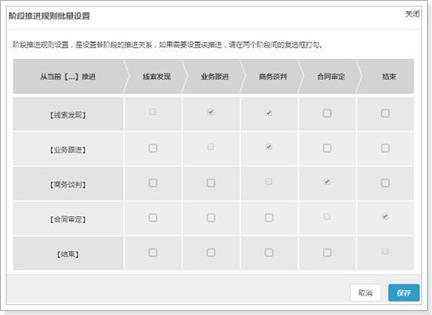 阶段推进规则批量设置
关闭
阶段推进规则设置，是设置各阶段的推进关系，如果需要设置该推进，请在两个阶段间的复选框打勾。
从当前【...】推进 线索发现 业务跟进 商务谈判 合同审定 结束
【线索发现】
【业务跟进】
【商务谈判】
【合同审定】
【结束】
取消 保存